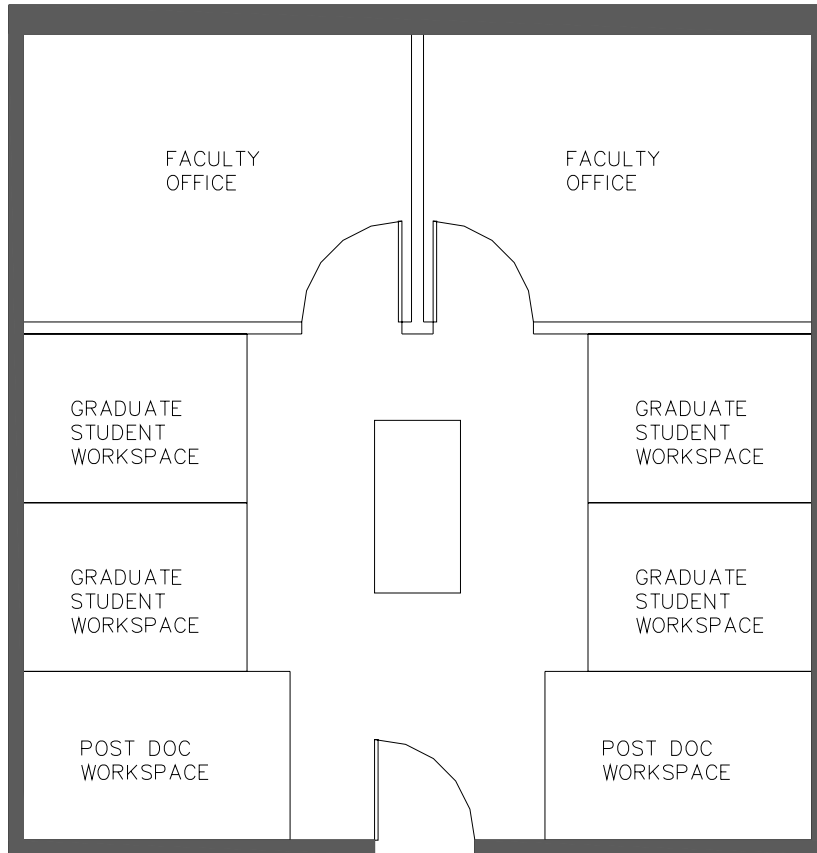 FACULTY
OFFICE
FACULTY
OFFICE
GRADUATE
STUDENT
WORKSPACE
GRADUATE
STUDENT
WORKSPACE
GRADUATE
STUDENT
WORKSPACE
GRADUATE
STUDENT
WORKSPACE
POST DOC
WORKSPACE
POST DOC
WORKSPACE